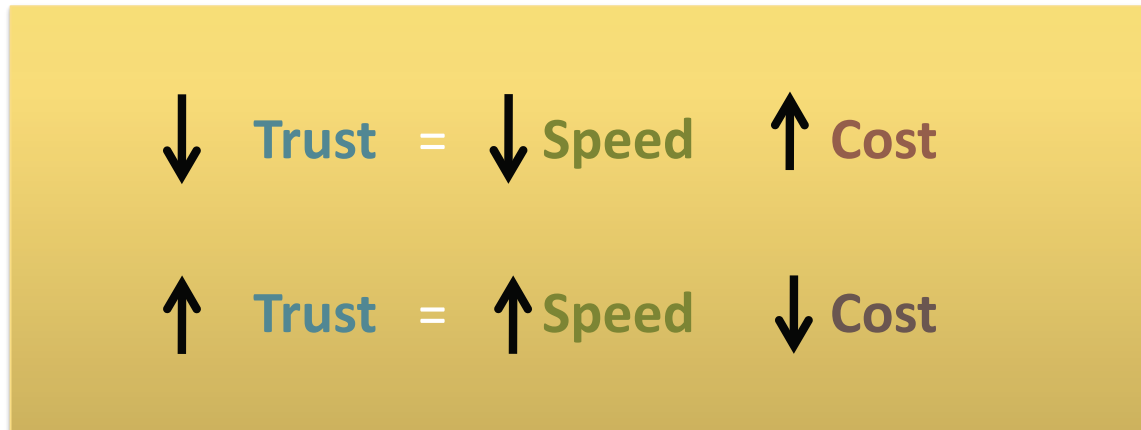 ↓ Trust = ↓ Speed ↑ Cost
↑ Trust = ↑ Speed ↓ Cost